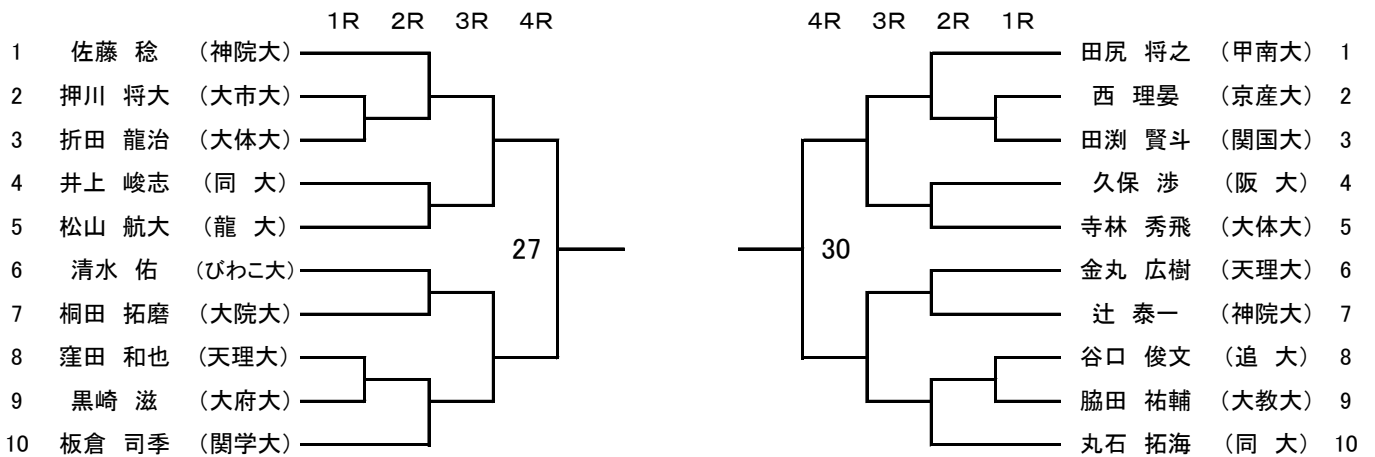 1R 2R 3R 4R 4R 3R 2R 1R
1 佐藤 稔 （神院大） 田尻 将之 （甲南大） 1
2 押川 将大 （大市大） 西 理晏 （京産大） 2
3 折田 龍治 （大体大） 田渕 賢斗 （関国大） 3
4 井上 峻志 （同 大） 久保 渉 （阪 大） 4
5 松山 航大 （龍 大） 寺林 秀飛 （大体大） 5
27 30
6 清水 佑 （びわこ大） 金丸 広樹 （天理大） 6
7 桐田 拓磨 （大院大） 辻 泰一 （神院大） 7
8 窪田 和也 （天理大） 谷口 俊文 （追 大） 8
9 黒崎 滋 （大府大） 脇田 祐輔 （大教大） 9
10 板倉 司季 （関学大） 丸石 拓海 （同 大） 10